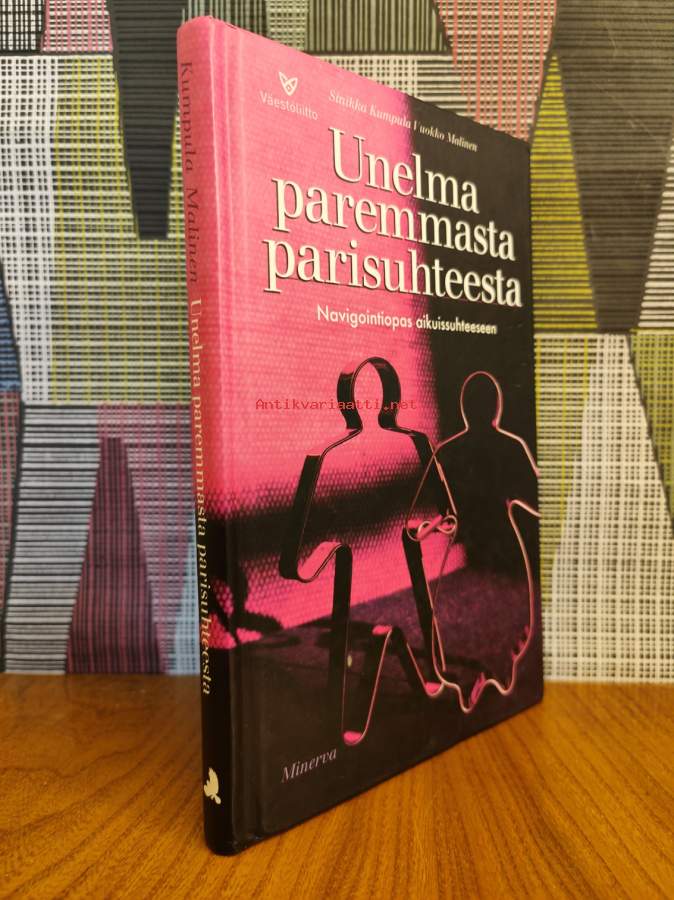 Väestöliitto
Sinikka Kumpula Vuokko Malinen
Unelma
paremmasta
parisuhteesta
Navigointiopas aikuissuhteeseen
Antikvariaatti.net
Minerva
Kumpula Malinen Unelma paremmasta parisuhteesta